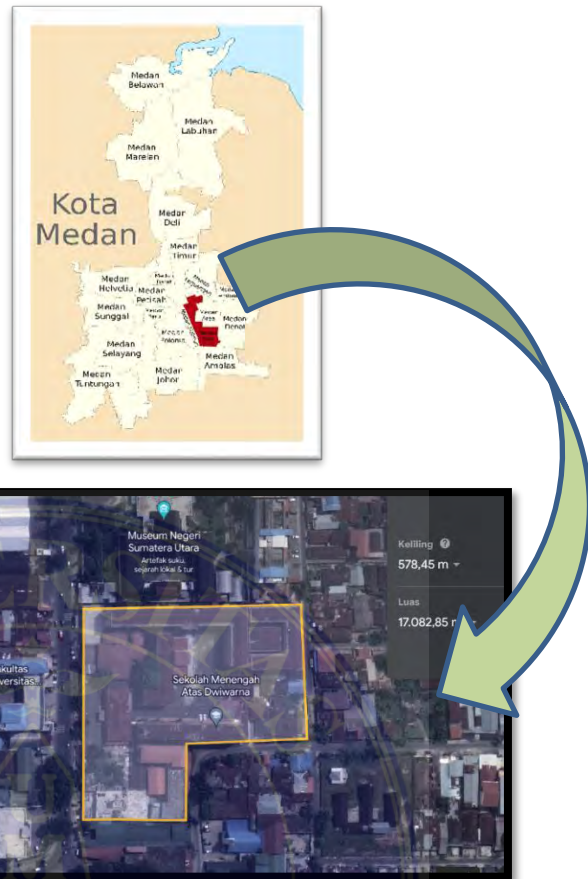 Medan
Belawan
Medan
Labuhan
Medan
Marelan
Kota
Medan
Medan
Deli
Medan
Timur
Medan
Helvetia
Medan
Petisah
Medan
Sunggal
Medan
Area
Medan
Denai
Medan
Polonia
Medan
Selayang
Medan
Amplas
Medan
Tuntungan
Medan
Johor
Museum Negeri
Sumatera Utara
Artefak suku,
sejarah lokal & tur
Keliling
578,45 m
Luas
17.082,85
Sekolah Menengah
Atas Dwiwarna